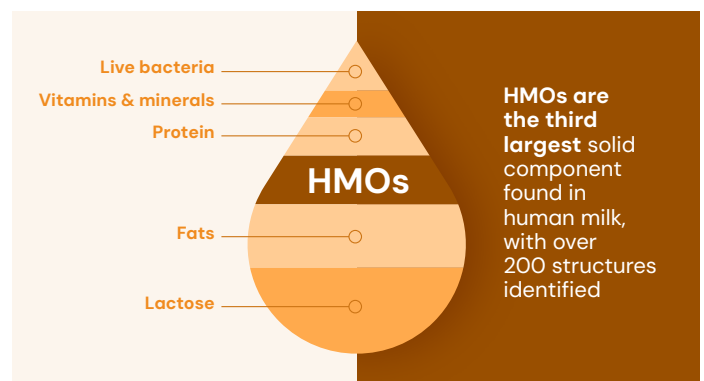 Live bacteria
Vitamins & minerals
Protein
HMOs
Fats
Lactose
HMOs are
the third
largest solid
component
found in
human milk,
with over
200 structures
identified